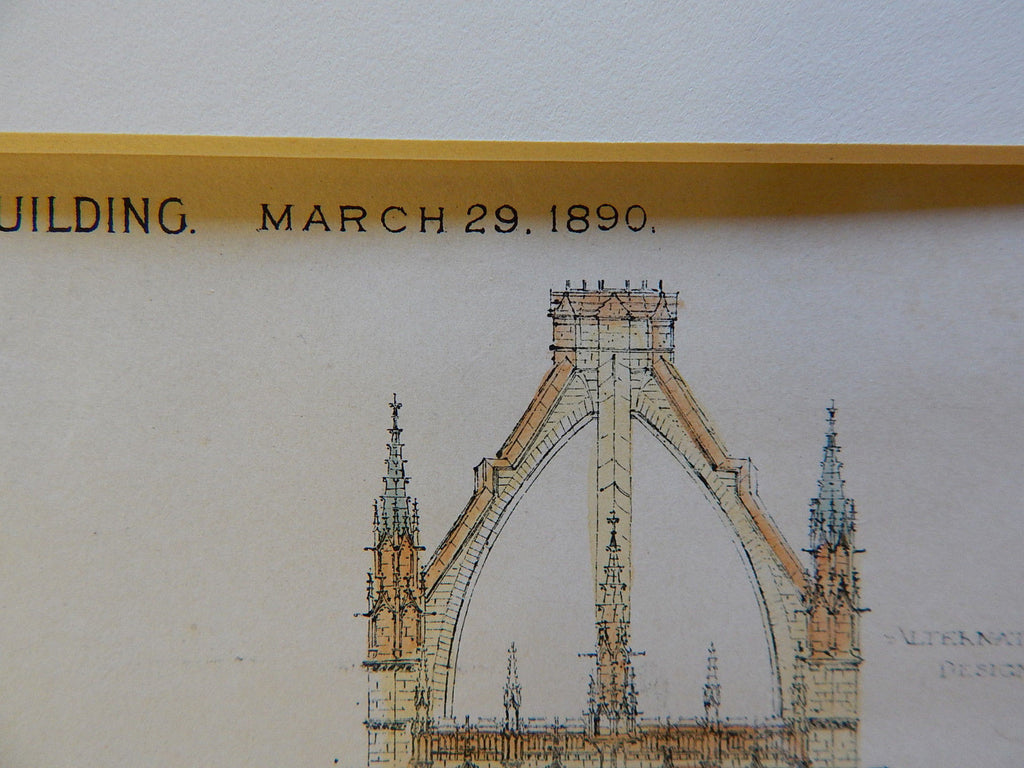 UILDING. MARCH 29, 1890.
ALTERNAT
DESIGN